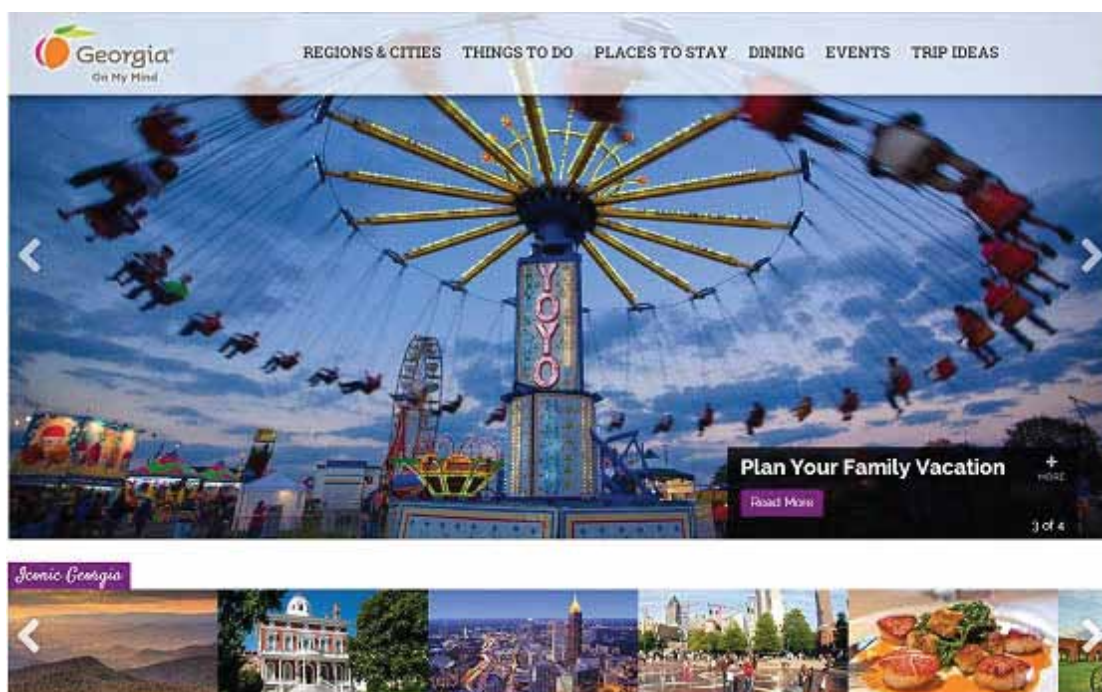 Georgia®
On My Mind
REGIONS & CITIES THINGS TO DO PLACES TO STAY DINING EVENTS TRIP IDEAS
YOYO
Plan Your Family Vacation
+
MORE
Read More
3 of 4
Iconic Georgia